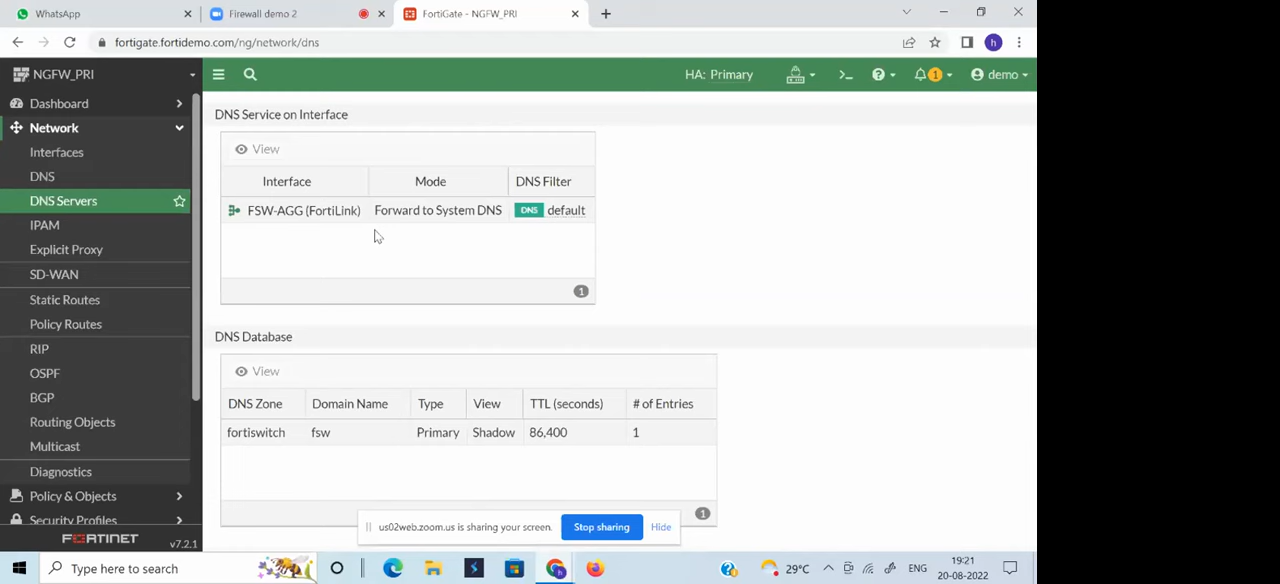 WhatsApp
Firewall demo 2
FortiGate - NGFW_PRI
fortigate.fortidemo.com/ng/network/dns
h
NGFW_PRI
HA: Primary
>_
?
1
demo
Dashboard
Network
Interfaces
DNS
DNS Servers
IPAM
Explicit Proxy
SD-WAN
Static Routes
Policy Routes
RIP
OSPF
BGP
Routing Objects
Multicast
Diagnostics
Policy & Objects
Security Profiles
FORTINET
v7.2.1
DNS Service on Interface
View
Interface Mode DNS Filter
FSW-AGG (FortiLink) Forward to System DNS DNS default
1
DNS Database
View
DNS Zone Domain Name Type View TTL (seconds) # of Entries
fortiswitch fsw Primary Shadow 86,400 1
1
us02web.zoom.us is sharing your screen. Stop sharing Hide
Type here to search
29°C
ENG
19:21
20-08-2022